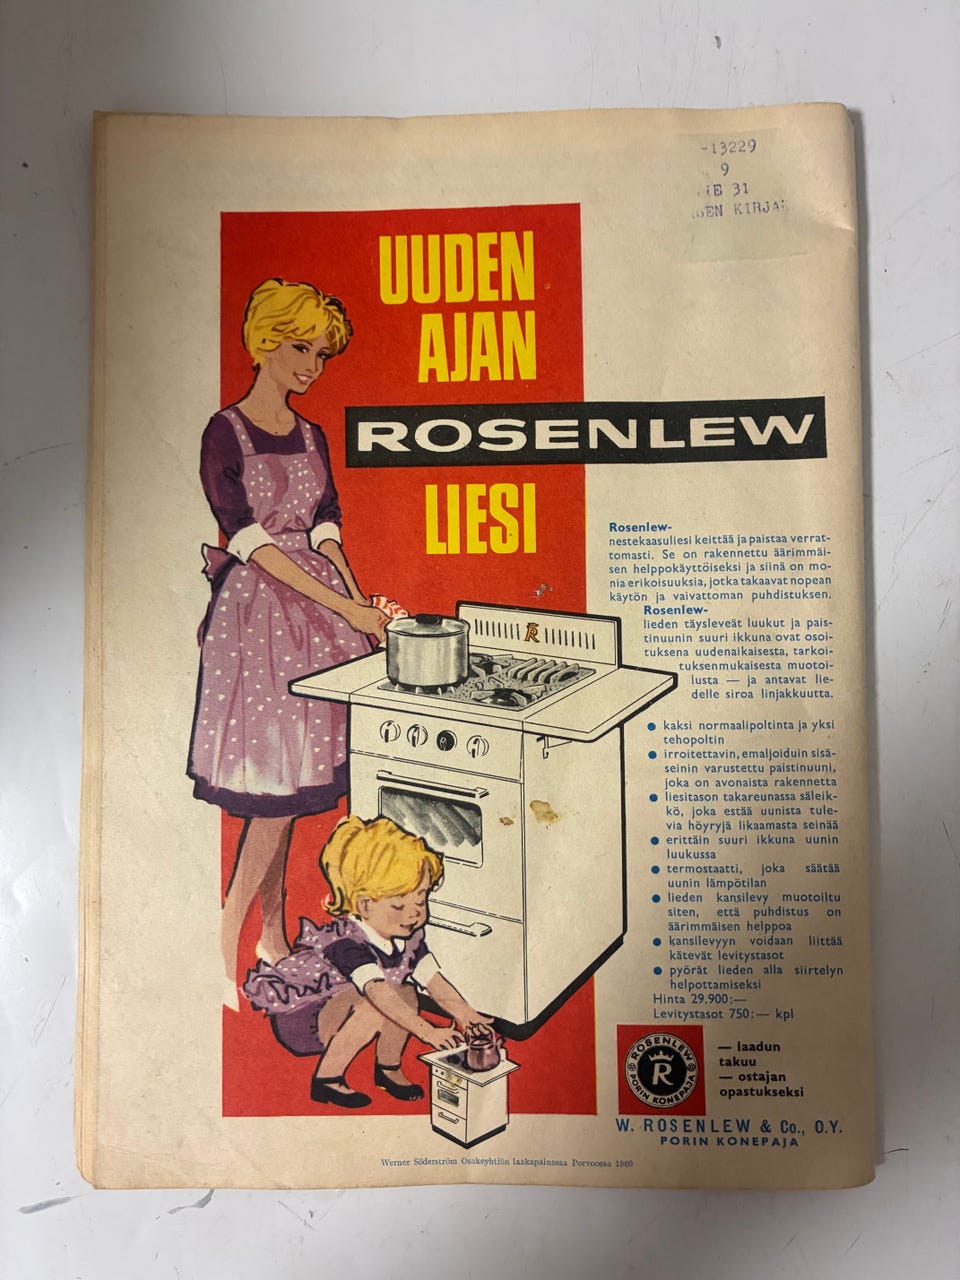 -13229
9
31
KIRJA
UUDEN
AJAN
ROSENLEW
LIESI
Rosenlew-
nestekaasuliesi keittää ja paistaa verrat-
tomasti. Se on rakennettu äärimmäi-
sen helppokäyttöiseksi ja siinä on mo-
nia erikoisuuksia, jotka takaavat nopean
käytön ja vaivattoman puhdistuksen.
Rosenlew-
lieden täysleveät luukut ja pais-
tinuunin suuri ikkuna ovat osoi-
tuksena uudenaikaisesta, tarkoi-
tuksenmukaisesta muotoi-
lusta — ja antavat lie-
delle siroa linjakkuutta.
● kaksi normaalipoltinta ja yksi
tehopoltin
● irroitettavin, emaljoiduin sisä-
seinin varustettu paistinuuni,
joka on avonaista rakennetta
● liesitason takareunassa säleik-
kö, joka estää uunista tule-
via höyryjä likaamasta seinää
● erittäin suuri ikkuna uunin
luukussa
● termostaatti, joka säätää
uunin lämpötilan
● lieden kansilevy muotoiltu
siten, että puhdistus on
äärimmäisen helppoa
● kansilevyyn voidaan liittää
kätevät levitystasot
● pyörät lieden alla siirtelyn
helpottamiseksi
Hinta 29.900:—
Levitystasot 750:— kpl
R
ROSENLEW
R
PORIN KONEPAJA
— laadun
takuu
— ostajan
opastukseksi
W. ROSENLEW & Co., O.Y.
PORIN KONEPAJA
Werner Söderström Osakeyhtiön laakapainossa Porvoossa 1960